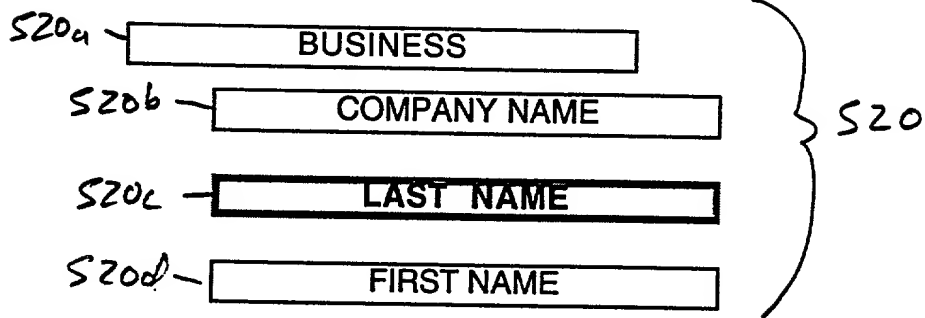 520a BUSINESS
520b COMPANY NAME
520
520c LAST NAME
520d FIRST NAME